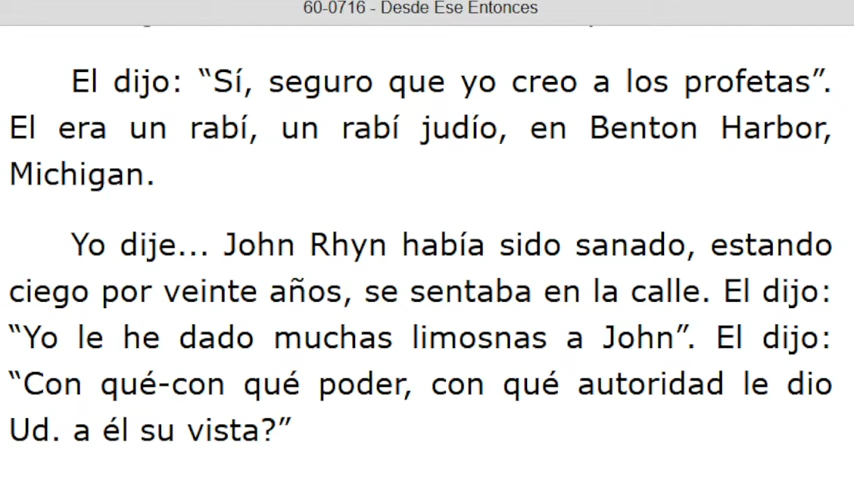 60-0716 - Desde Ese Entonces
El dijo: “Sí, seguro que yo creo a los profetas”.
El era un rabí, un rabí judío, en Benton Harbor,
Michigan.
Yo dije... John Rhyn había sido sanado, estando
ciego por veinte años, se sentaba en la calle. El dijo:
“Yo le he dado muchas limosnas a John”. El dijo:
“Con qué-con qué poder, con qué autoridad le dio
Ud. a él su vista?”